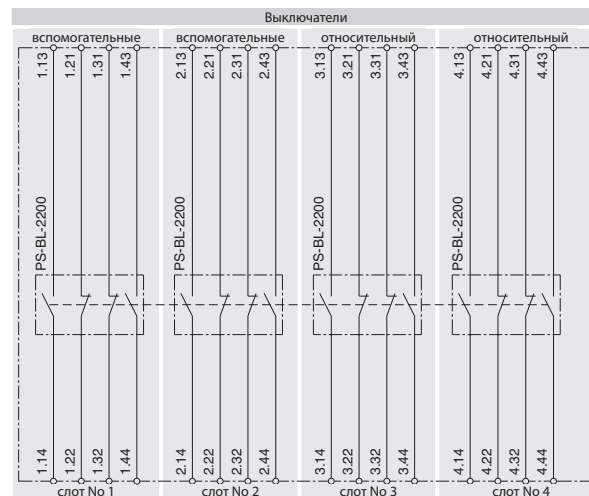 Выключатели
вспомогательные вспомогательные относительный относительный
1.13 1.21 1.31 1.43 2.13 2.21 2.31 2.43 3.13 3.21 3.31 3.43 4.13 4.21 4.31 4.43
PS-BL-2200 PS-BL-2200 PS-BL-2200 PS-BL-2200
1.14 1.22 1.32 1.44 2.14 2.22 2.32 2.44 3.14 3.22 3.32 3.44 4.14 4.22 4.32 4.44
слот No 1 слот No 2 слот No 3 слот No 4